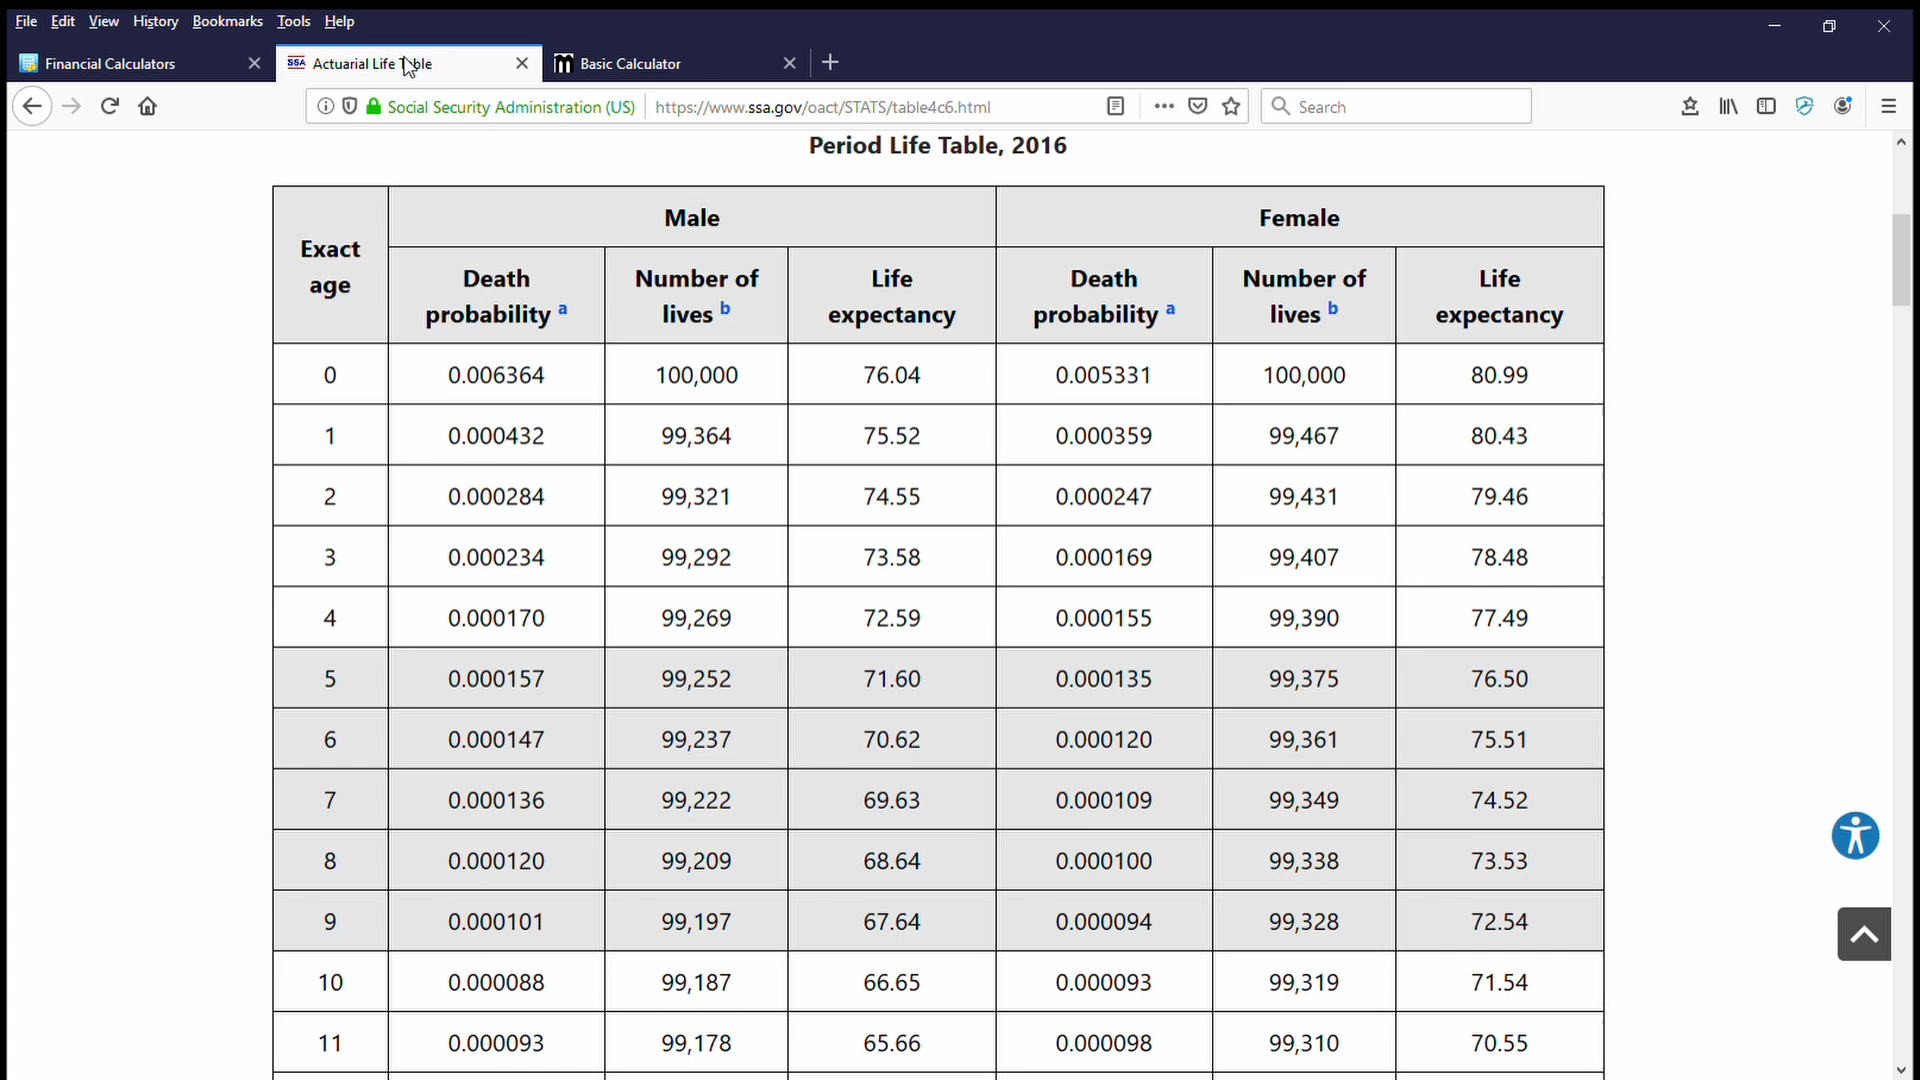 File Edit View History Bookmarks Tools Help
Financial Calculators
SSA Actuarial Life Table
Basic Calculator
Social Security Administration (US) https://www.ssa.gov/oact/STATS/table4c6.html
Search
Period Life Table, 2016
Exact age Male Female
Death probability a Number of lives b Life expectancy Death probability a Number of lives b Life expectancy
0 0.006364 100,000 76.04 0.005331 100,000 80.99
1 0.000432 99,364 75.52 0.000359 99,467 80.43
2 0.000284 99,321 74.55 0.000247 99,431 79.46
3 0.000234 99,292 73.58 0.000169 99,407 78.48
4 0.000170 99,269 72.59 0.000155 99,390 77.49
5 0.000157 99,252 71.60 0.000135 99,375 76.50
6 0.000147 99,237 70.62 0.000120 99,361 75.51
7 0.000136 99,222 69.63 0.000109 99,349 74.52
8 0.000120 99,209 68.64 0.000100 99,338 73.53
9 0.000101 99,197 67.64 0.000094 99,328 72.54
10 0.000088 99,187 66.65 0.000093 99,319 71.54
11 0.000093 99,178 65.66 0.000098 99,310 70.55